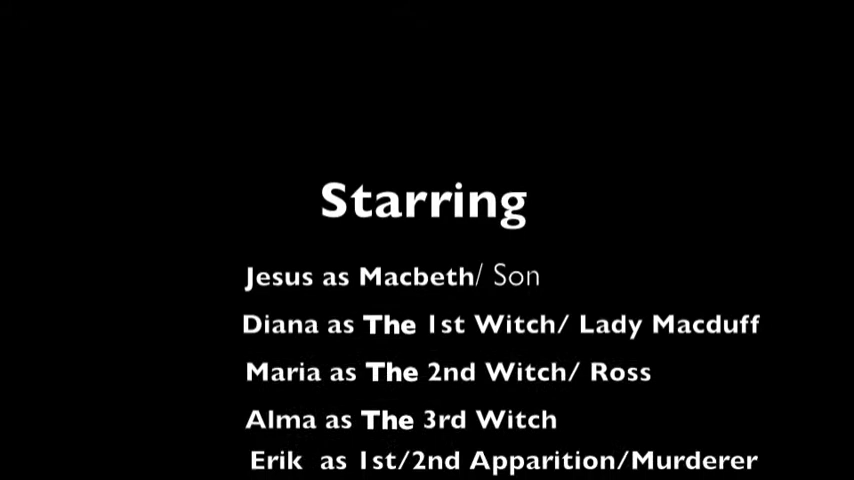 Starring
Jesus as Macbeth/ Son
Diana as The 1st Witch/ Lady Macduff
Maria as The 2nd Witch/ Ross
Alma as The 3rd Witch
Erik as 1st/2nd Apparition/Murderer